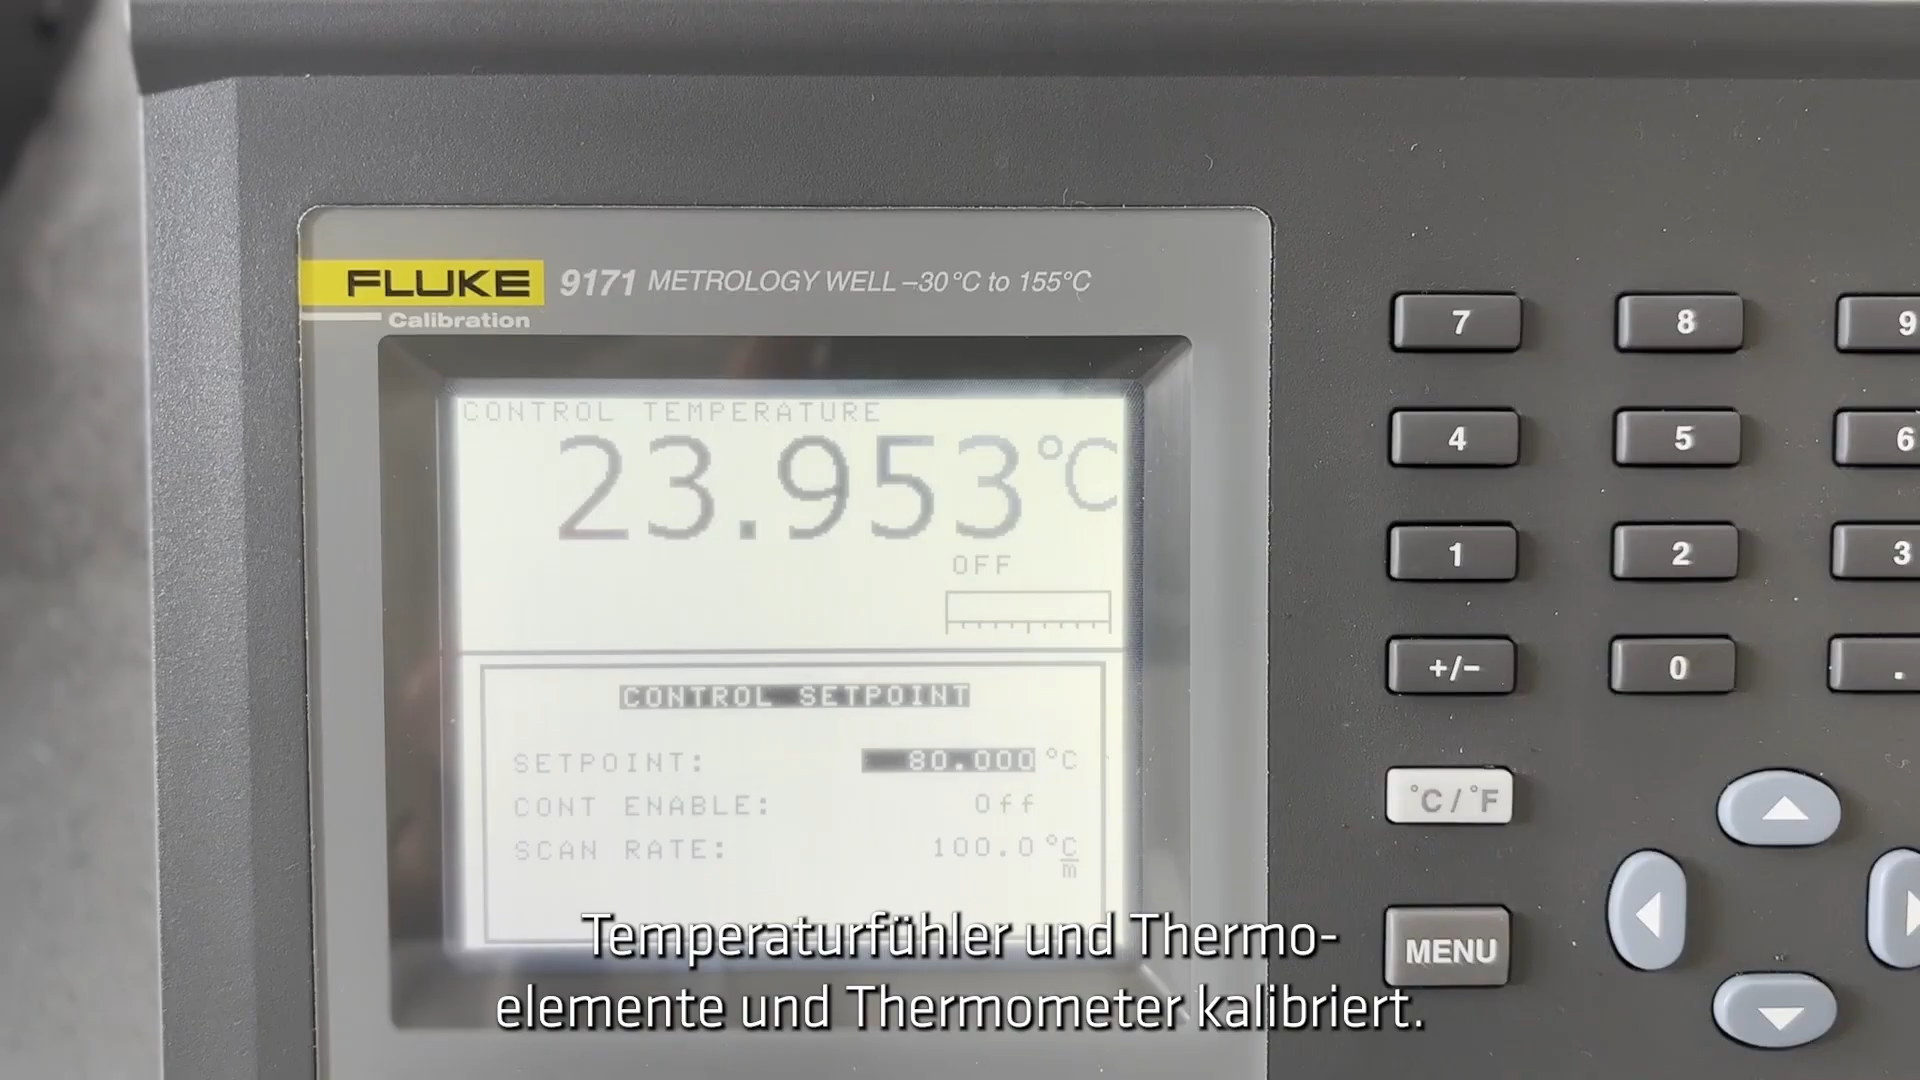 FLUKE 9171 METROLOGY WELL –30°C to 155°C
Calibration
CONTROL TEMPERATURE
23.953°C
OFF
CONTROL SETPOINT
SETPOINT: 80.000 °C
CONT ENABLE: Off
SCAN RATE: 100.0 °C/m
7 8 9
4 5 6
1 2 3
+/− 0 .
°C / °F
MENU
Temperaturfühler und Thermo-
elemente und Thermometer kalibriert.